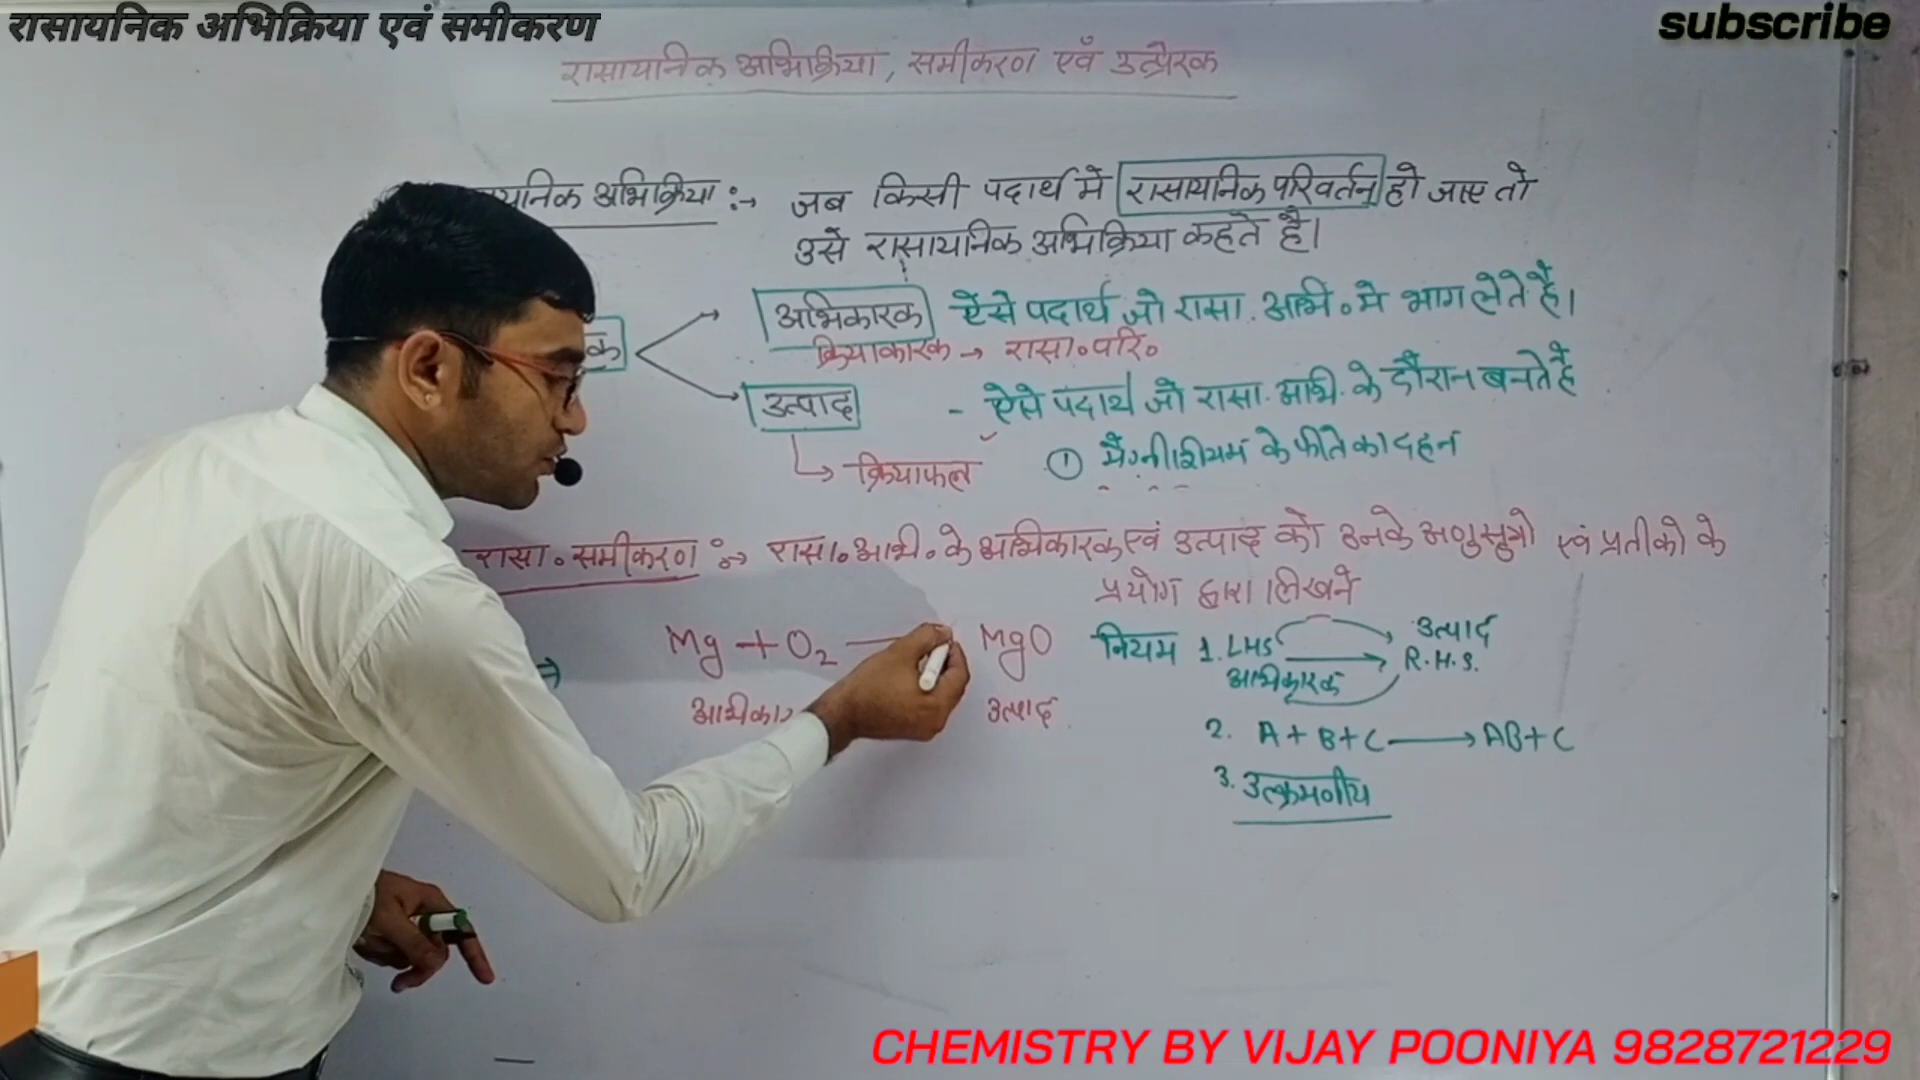 रासायनिक अभिक्रिया एवं समीकरण
subscribe
रासायनिक अभिक्रिया, समीकरण एवं उत्प्रेरक
यनिक अभिक्रिया :→ जब किसी पदार्थ मे रासायनिक परिवर्तन हो जाए तो
उसे रासायनिक अभिक्रिया कहते है।
अभिकारक ऐसे पदार्थ जो रासा. अभि. मे भाग लेते है।
क्रियाकारक → रासा. परि.
उत्पाद - ऐसे पदार्थ जो रासा. अभि. के दौरान बनते है
क्रियाफल
① मैग्नीशियम के फीते का दहन
रासा. समीकरण :→ रासा. अभि. के अभिकारक एवं उत्पाद को उनके अणुसुत्रो एवं प्रतीको के
प्रयोग द्वारा लिखने
Mg + O2 — MgO
अभिकार उत्पाद
नियम 1. LHS → R.H.S.
अभिकारक उत्पाद
2. A + B + C → AB + C
3. उत्क्रमणीय
CHEMISTRY BY VIJAY POONIYA 9828721229